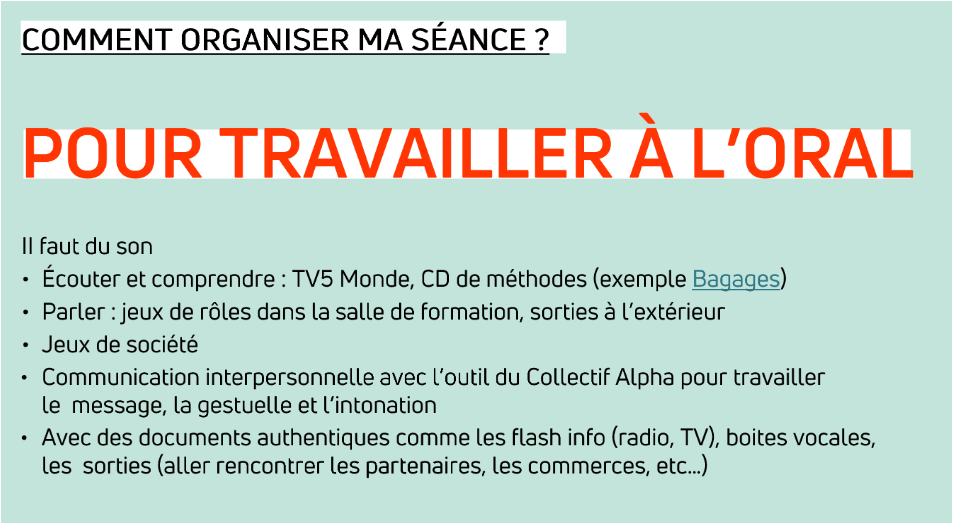 COMMENT ORGANISER MA SÉANCE ?
POUR TRAVAILLER À L'ORAL
Il faut du son
• Écouter et comprendre : TV5 Monde, CD de méthodes (exemple Bagages)
• Parler : jeux de rôles dans la salle de formation, sorties à l'extérieur
• Jeux de société
• Communication interpersonnelle avec l'outil du Collectif Alpha pour travailler
le message, la gestuelle et l'intonation
• Avec des documents authentiques comme les flash info (radio, TV), boites vocales,
les sorties (aller rencontrer les partenaires, les commerces, etc...)